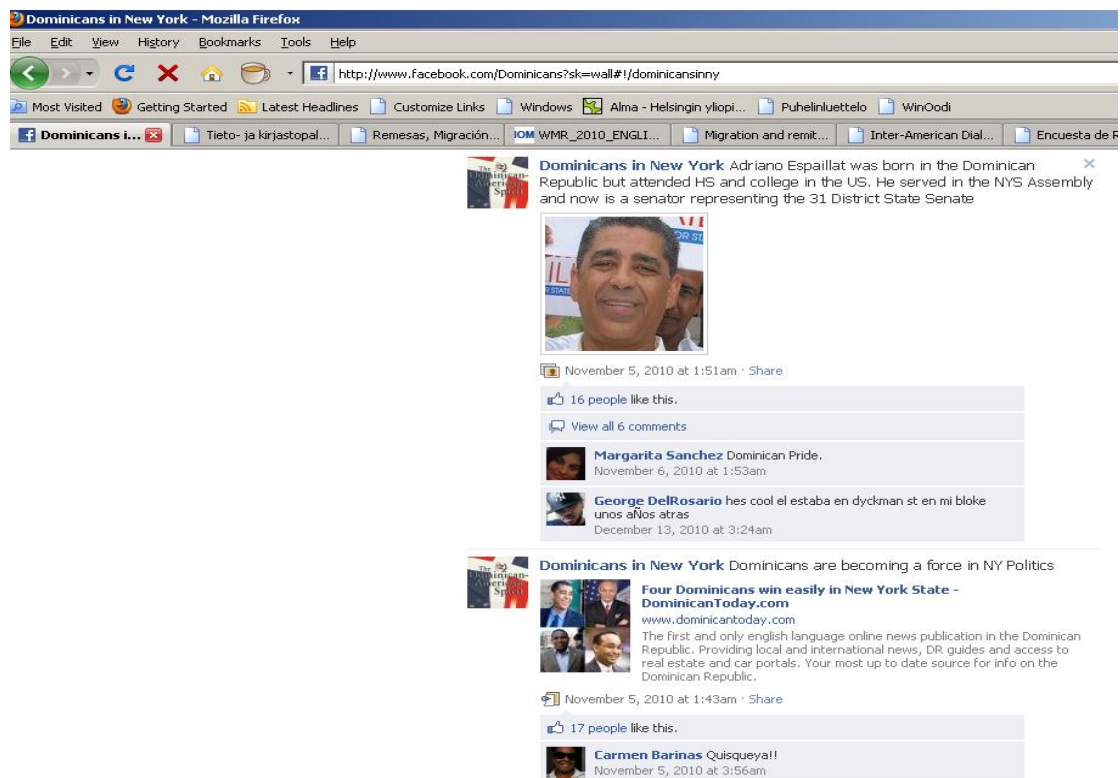 Dominicans in New York - Mozilla Firefox
File Edit View History Bookmarks Tools Help
http://www.facebook.com/Dominicans?sk=wall#!/dominicansinny
Most Visited Getting Started Latest Headlines Customize Links Windows Alma - Helsingin yliopi... Puhelinluettelo WinOodi
Dominicans i... Tieto- ja kirjastopal... Remesas, Migración... IOM WMR_2010_ENGLI... Migration and remit... Inter-American Dial... Encuesta de R
The Dominican-American Spirit
Dominicans in New York Adriano Espaillat was born in the Dominican
Republic but attended HS and college in the US. He served in the NYS Assembly
and now is a senator representing the 31 District State Senate
November 5, 2010 at 1:51am · Share
16 people like this.
View all 6 comments
Margarita Sanchez Dominican Pride.
November 6, 2010 at 1:53am
George DelRosario hes cool el estaba en dyckman st en mi bloke
unos aÑos atras
December 13, 2010 at 3:24am
Dominicans in New York Dominicans are becoming a force in NY Politics
Four Dominicans win easily in New York State -
DominicanToday.com
www.dominicantoday.com
The first and only english language online news publication in the Dominican
Republic. Providing local and international news, DR guides and access to
real estate and car portals. Your most up to date source for info on the
Dominican Republic.
November 5, 2010 at 1:43am · Share
17 people like this.
Carmen Barinas Quisqueya!!
November 5, 2010 at 3:56am